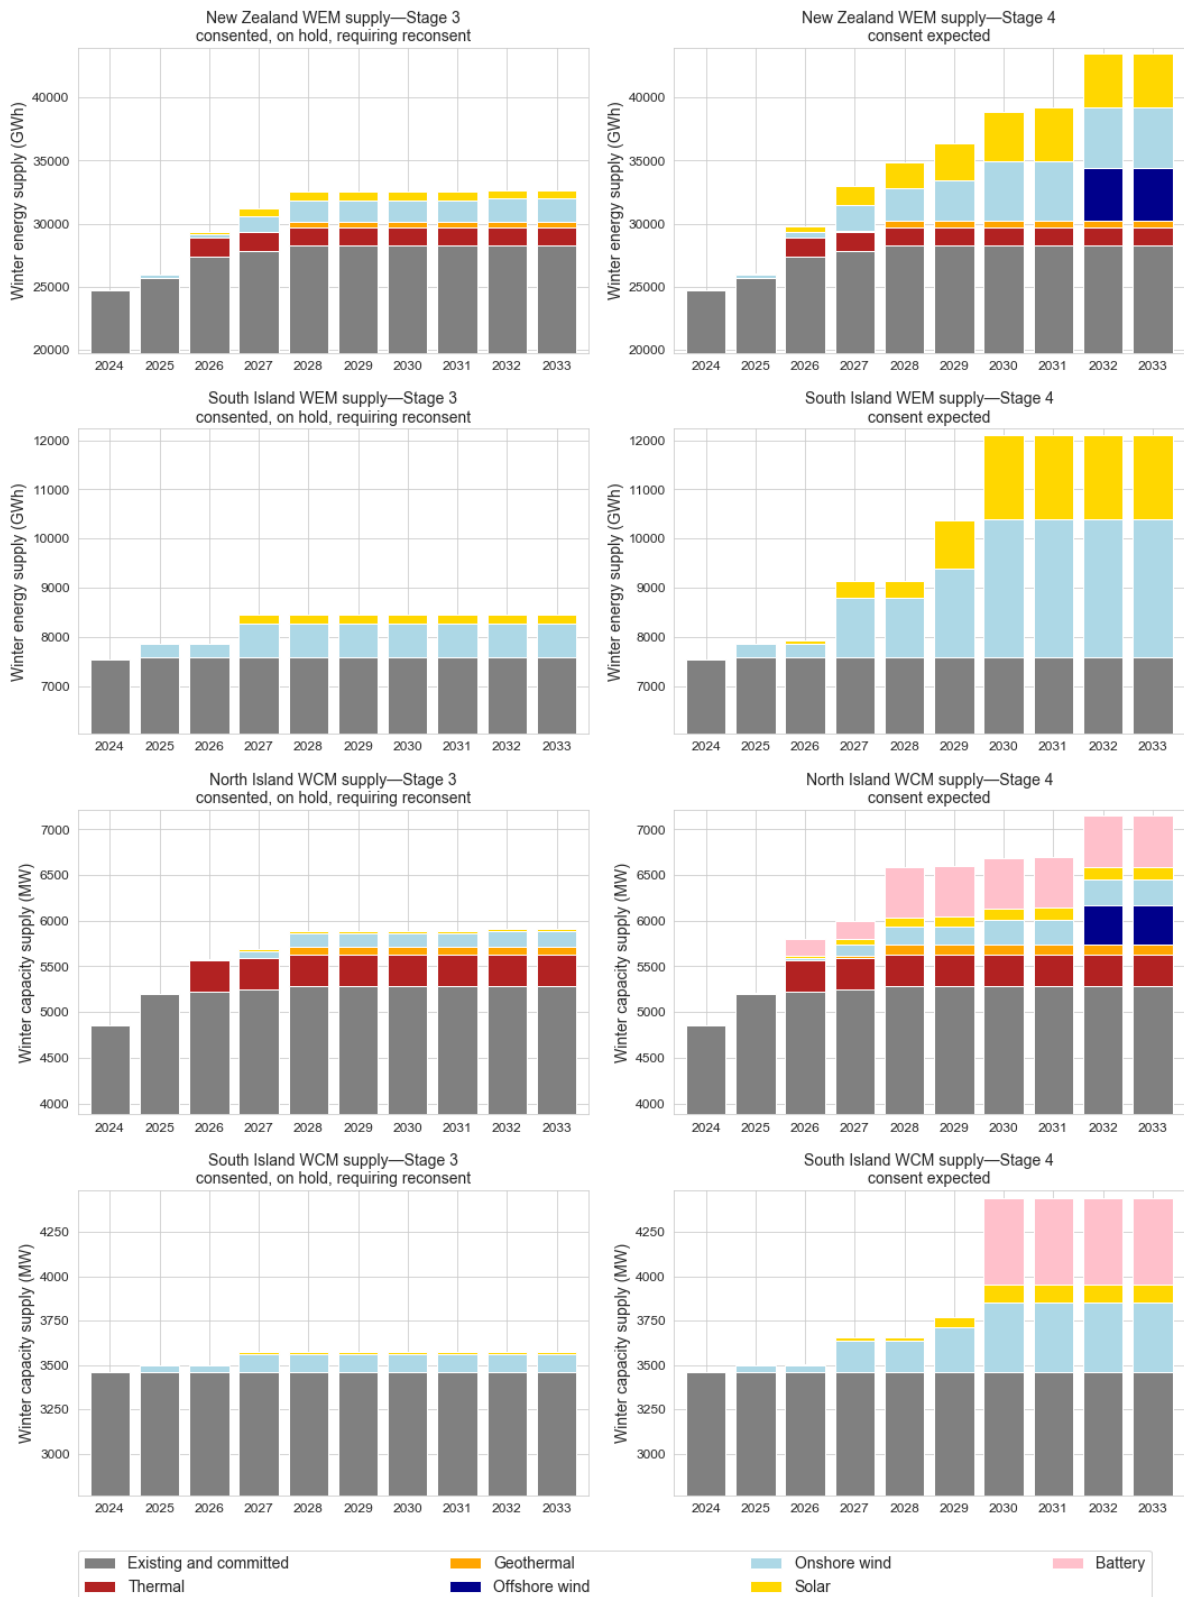 New Zealand WEM supply—Stage 3
consented, on hold, requiring reconsent
Winter energy supply (GWh)
40000
35000
30000
25000
20000
2024 2025 2026 2027 2028 2029 2030 2031 2032 2033
New Zealand WEM supply—Stage 4
consent expected
Winter energy supply (GWh)
40000
35000
30000
25000
20000
2024 2025 2026 2027 2028 2029 2030 2031 2032 2033
South Island WEM supply—Stage 3
consented, on hold, requiring reconsent
Winter energy supply (GWh)
12000
11000
10000
9000
8000
7000
2024 2025 2026 2027 2028 2029 2030 2031 2032 2033
South Island WEM supply—Stage 4
consent expected
Winter energy supply (GWh)
12000
11000
10000
9000
8000
7000
2024 2025 2026 2027 2028 2029 2030 2031 2032 2033
North Island WCM supply—Stage 3
consented, on hold, requiring reconsent
Winter capacity supply (MW)
7000
6500
6000
5500
5000
4500
4000
2024 2025 2026 2027 2028 2029 2030 2031 2032 2033
North Island WCM supply—Stage 4
consent expected
Winter capacity supply (MW)
7000
6500
6000
5500
5000
4500
4000
2024 2025 2026 2027 2028 2029 2030 2031 2032 2033
South Island WCM supply—Stage 3
consented, on hold, requiring reconsent
Winter capacity supply (MW)
4250
4000
3750
3500
3250
3000
2024 2025 2026 2027 2028 2029 2030 2031 2032 2033
South Island WCM supply—Stage 4
consent expected
Winter capacity supply (MW)
4250
4000
3750
3500
3250
3000
2024 2025 2026 2027 2028 2029 2030 2031 2032 2033
Existing and committed Geothermal Onshore wind Battery
Thermal Offshore wind Solar